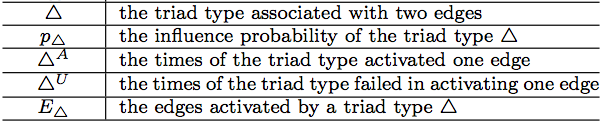 △ the triad type associated with two edges
p△ the influence probability of the triad type △
△^A the times of the triad type activated one edge
△^U the times of the triad type failed in activating one edge
E△ the edges activated by a triad type △